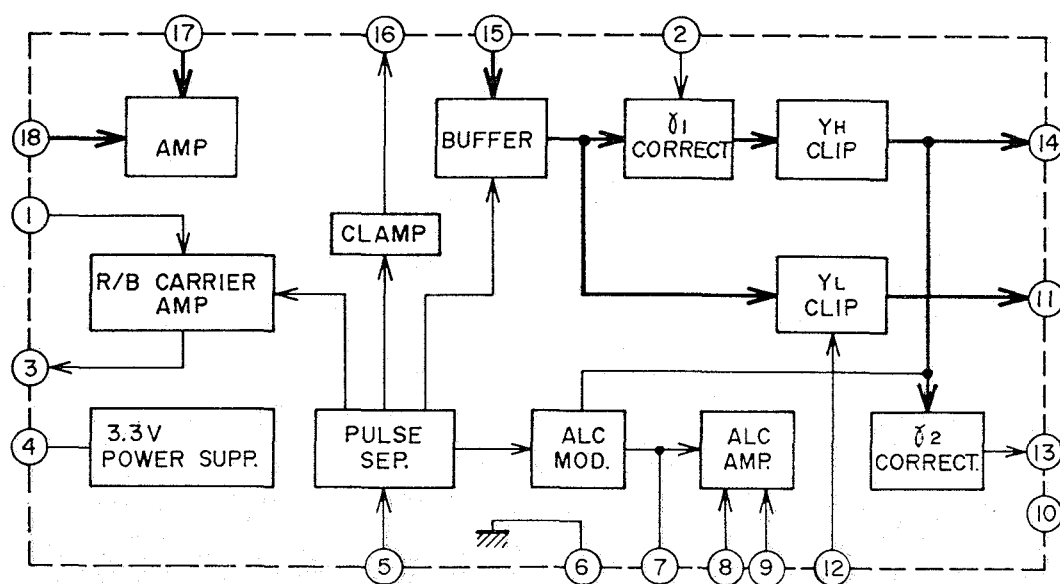 17
16
15
2
18
AMP
BUFFER
γ1
CORRECT
YH
CLIP
14
1
CLAMP
R/B CARRIER
AMP
YL
CLIP
11
3
4
3.3V
POWER SUPP.
PULSE
SEP.
ALC
MOD.
ALC
AMP.
γ2
CORRECT.
13
10
5
6
7
8
9
12